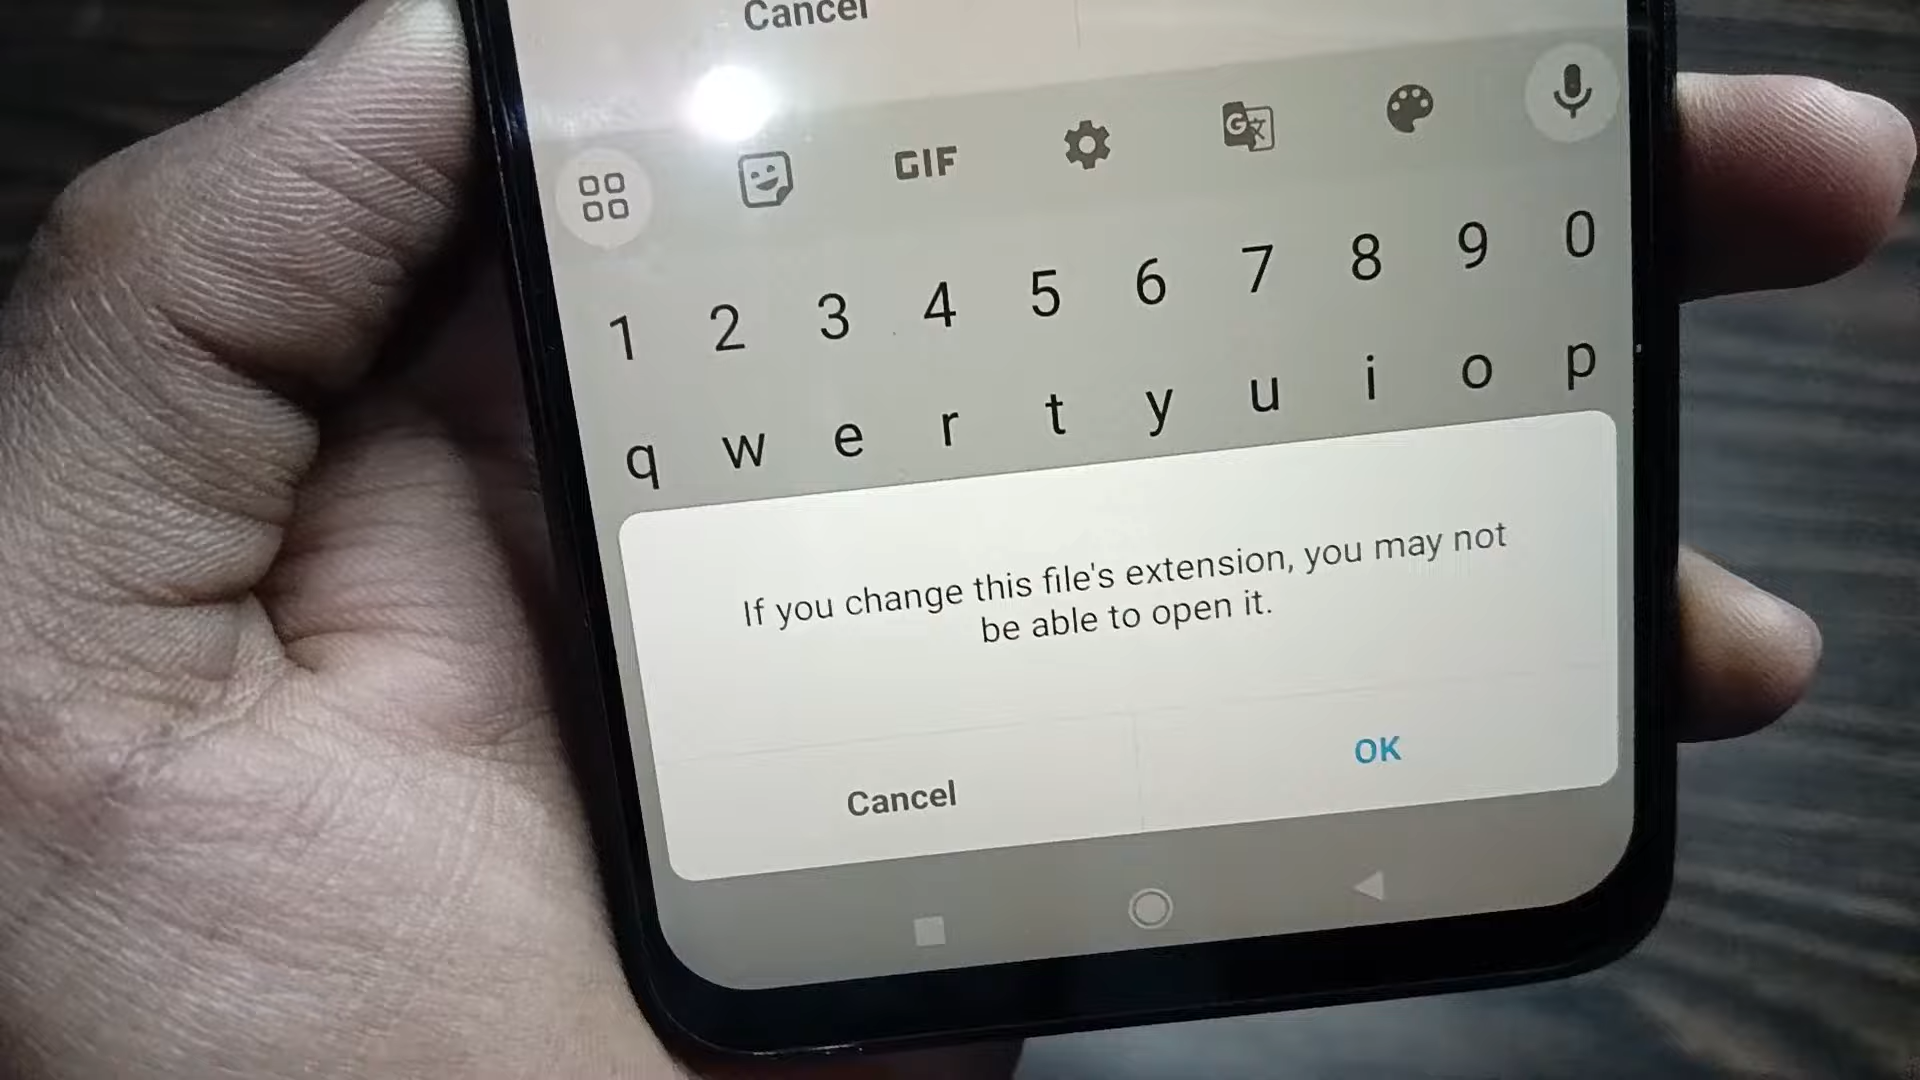 Cancel
GIF
1 2 3 4 5 6 7 8 9 0
q w e r t y u i o p
If you change this file's extension, you may not
be able to open it.
Cancel OK